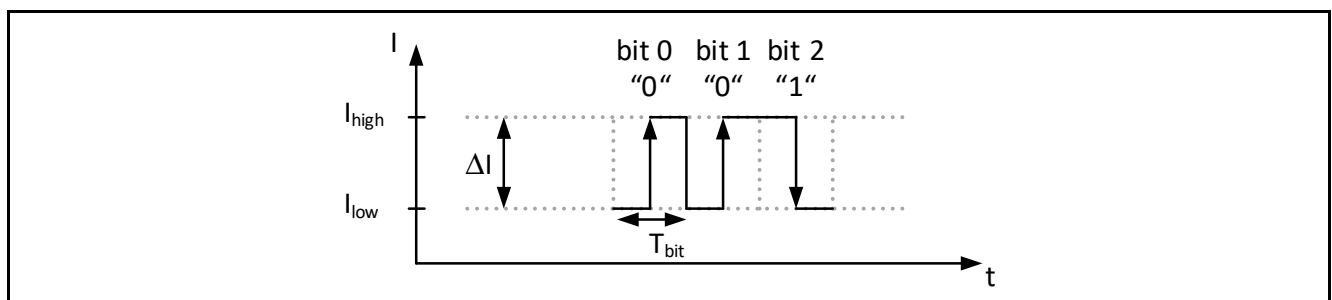 I
bit 0 bit 1 bit 2
“0“ “0“ “1“
Ihigh
ΔI
Ilow
Tbit
t